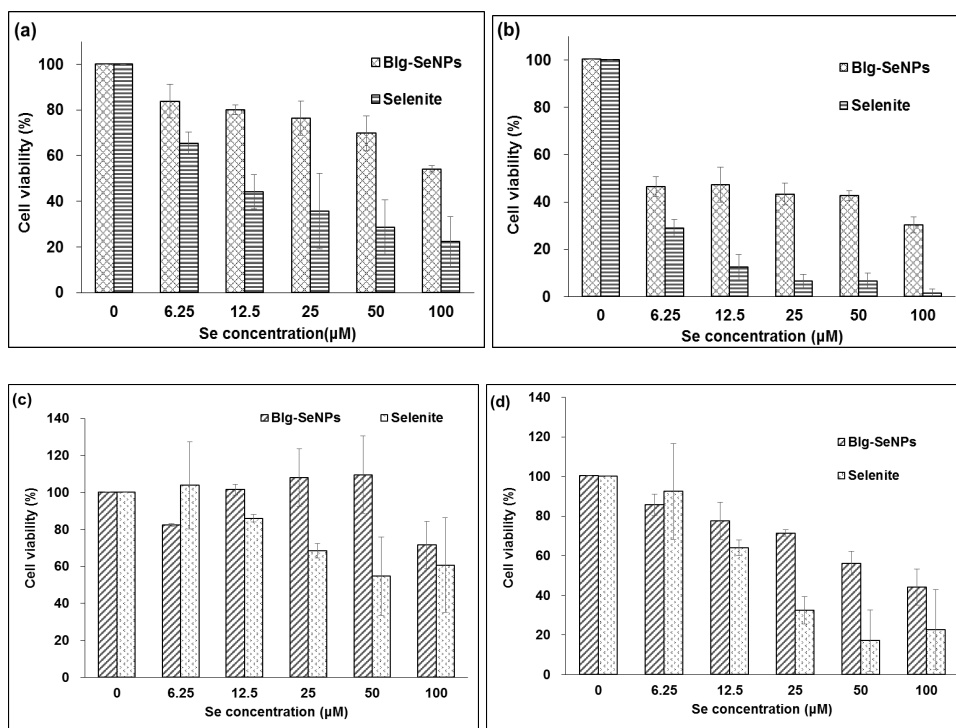 (a)
Blg-SeNPs
Selenite
Cell viability (%)
100
80
60
40
20
0
0 6.25 12.5 25 50 100
Se concentration(µM)
(b)
Blg-SeNPs
Selenite
Cell viability (%)
100
80
60
40
20
0
0 6.25 12.5 25 50 100
Se concentration (µM)
(c)
Blg-SeNPs Selenite
Cell viability (%)
140
120
100
80
60
40
20
0
0 6.25 12.5 25 50 100
Se concentration (µM)
(d)
Blg-SeNPs
Selenite
Cell viability (%)
140
120
100
80
60
40
20
0
0 6.25 12.5 25 50 100
Se concentration (µM)